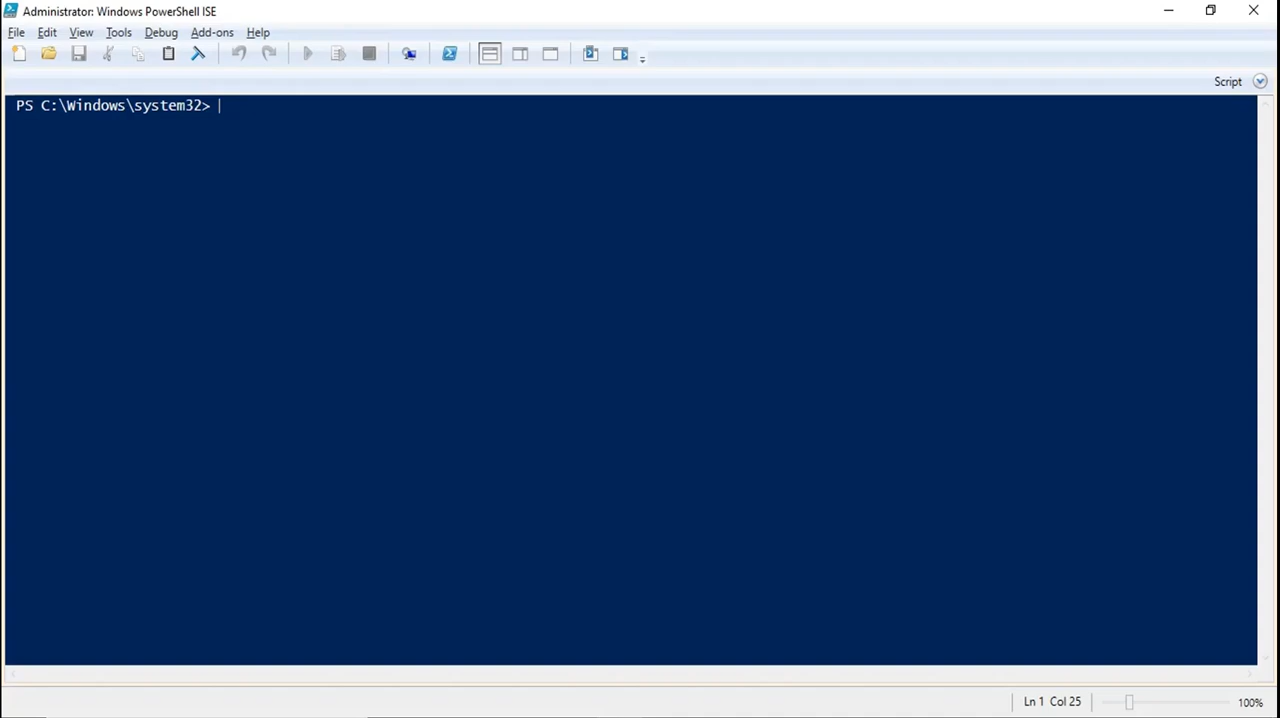 Administrator: Windows PowerShell ISE
File Edit View Tools Debug Add-ons Help
Script
PS C:\Windows\system32>
Ln 1 Col 25 100%